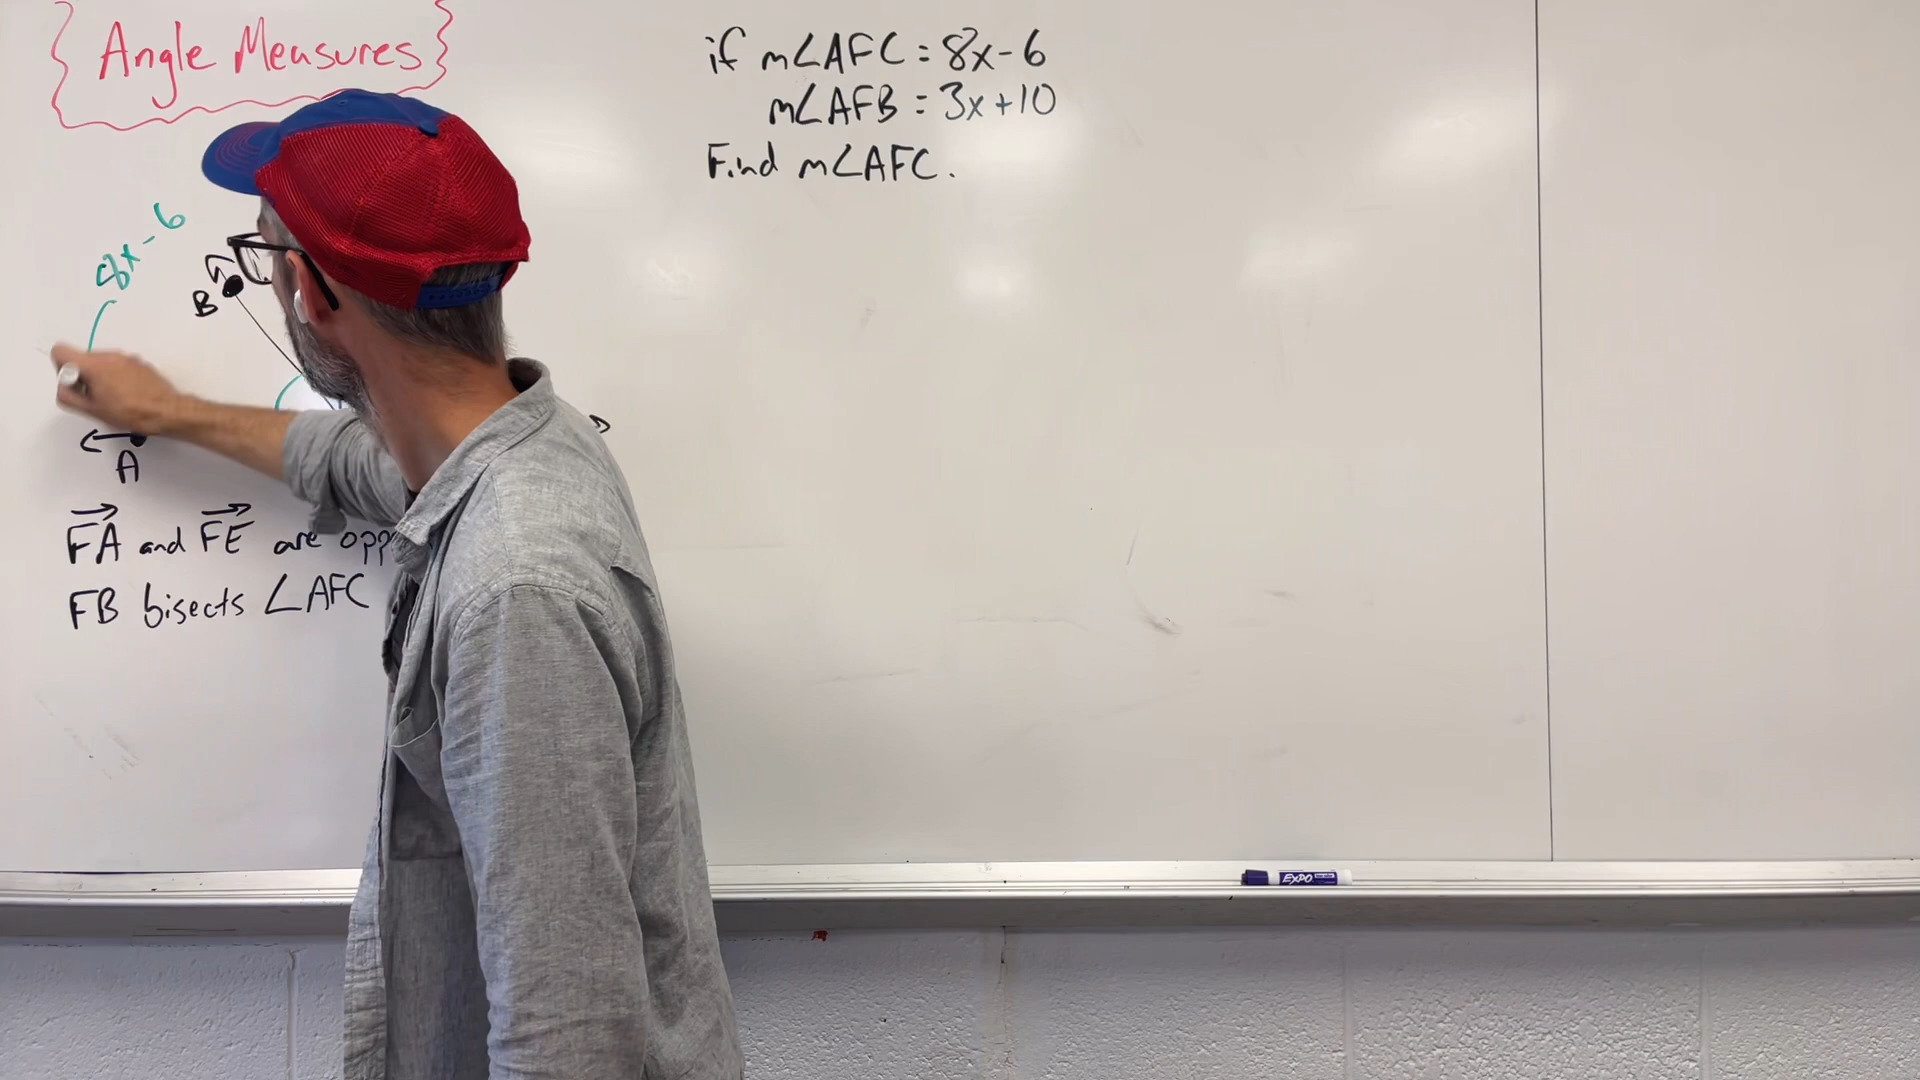 Angle Measures
if m∠AFC = 8x - 6
m∠AFB = 3x + 10
Find m∠AFC.
8x - 6
B
A
FA and FE are opp
FB bisects ∠AFC
EXPO